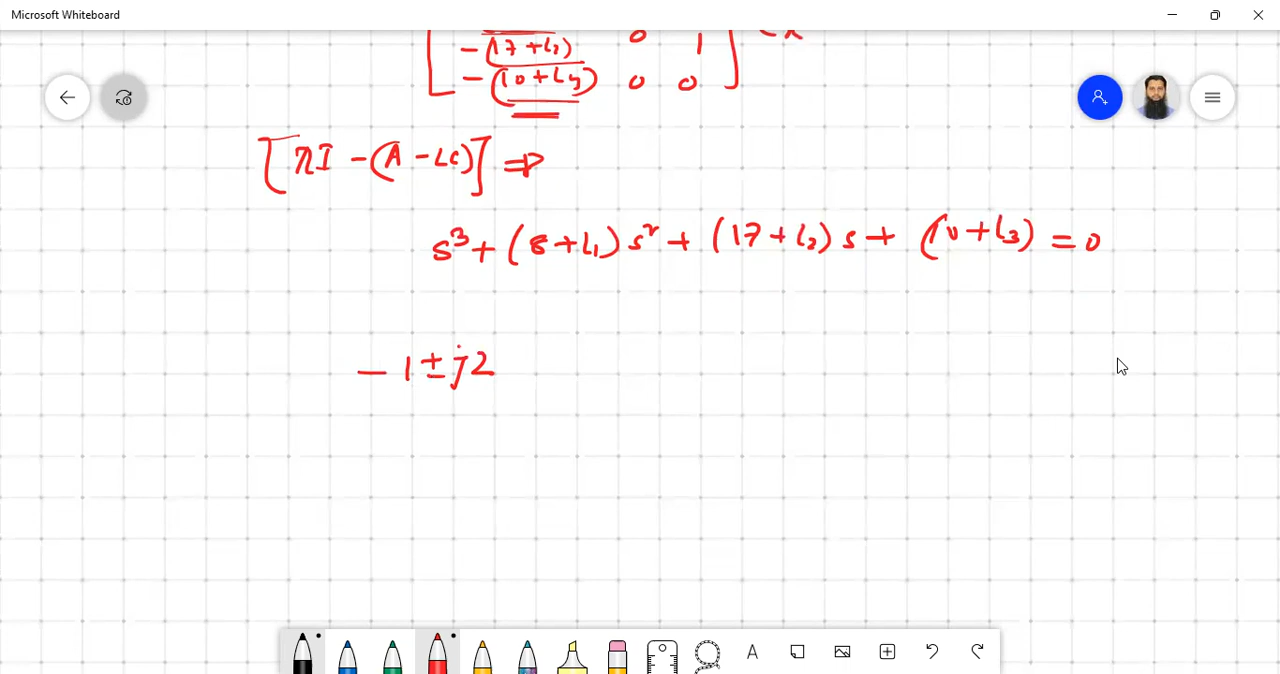 Microsoft Whiteboard
-(17+l2) 0 1
-(10+l3) 0 0
[λI -(A -LC)] ⇒
s³+(8+l₁)s²+(17+l₂)s+(10+l₃)=0
-1±j2
A